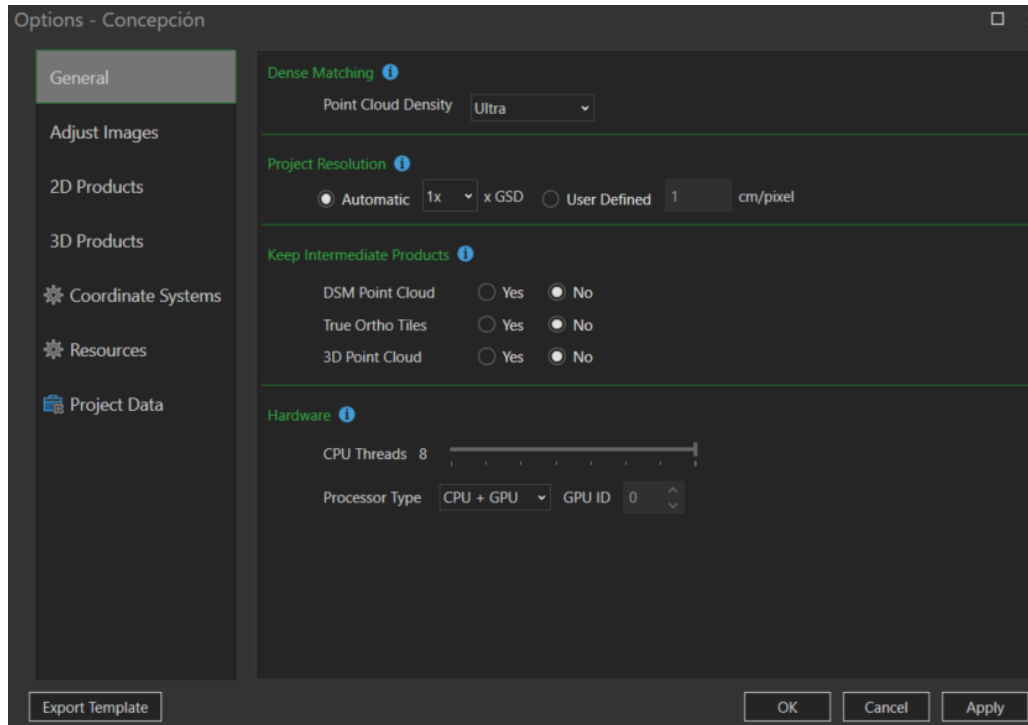 Options - Concepción
General
Adjust Images
2D Products
3D Products
Coordinate Systems
Resources
Project Data
Dense Matching
Point Cloud Density Ultra
Project Resolution
Automatic 1x x GSD User Defined 1 cm/pixel
Keep Intermediate Products
DSM Point Cloud Yes No
True Ortho Tiles Yes No
3D Point Cloud Yes No
Hardware
CPU Threads 8
Processor Type CPU + GPU GPU ID 0
Export Template OK Cancel Apply